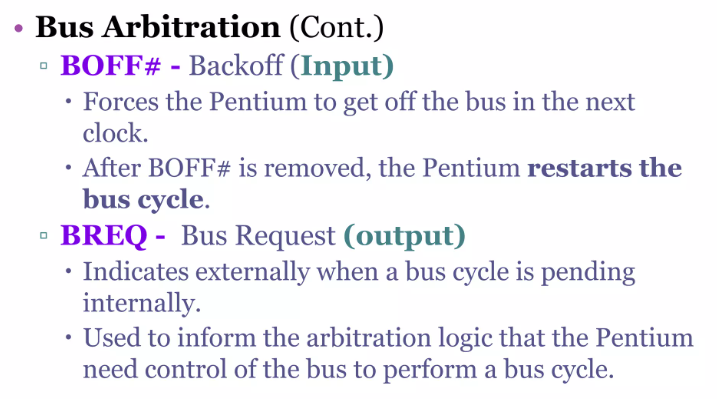 • Bus Arbitration (Cont.)
▫ BOFF# - Backoff (Input)
• Forces the Pentium to get off the bus in the next
clock.
• After BOFF# is removed, the Pentium restarts the
bus cycle.
▫ BREQ - Bus Request (output)
• Indicates externally when a bus cycle is pending
internally.
• Used to inform the arbitration logic that the Pentium
need control of the bus to perform a bus cycle.